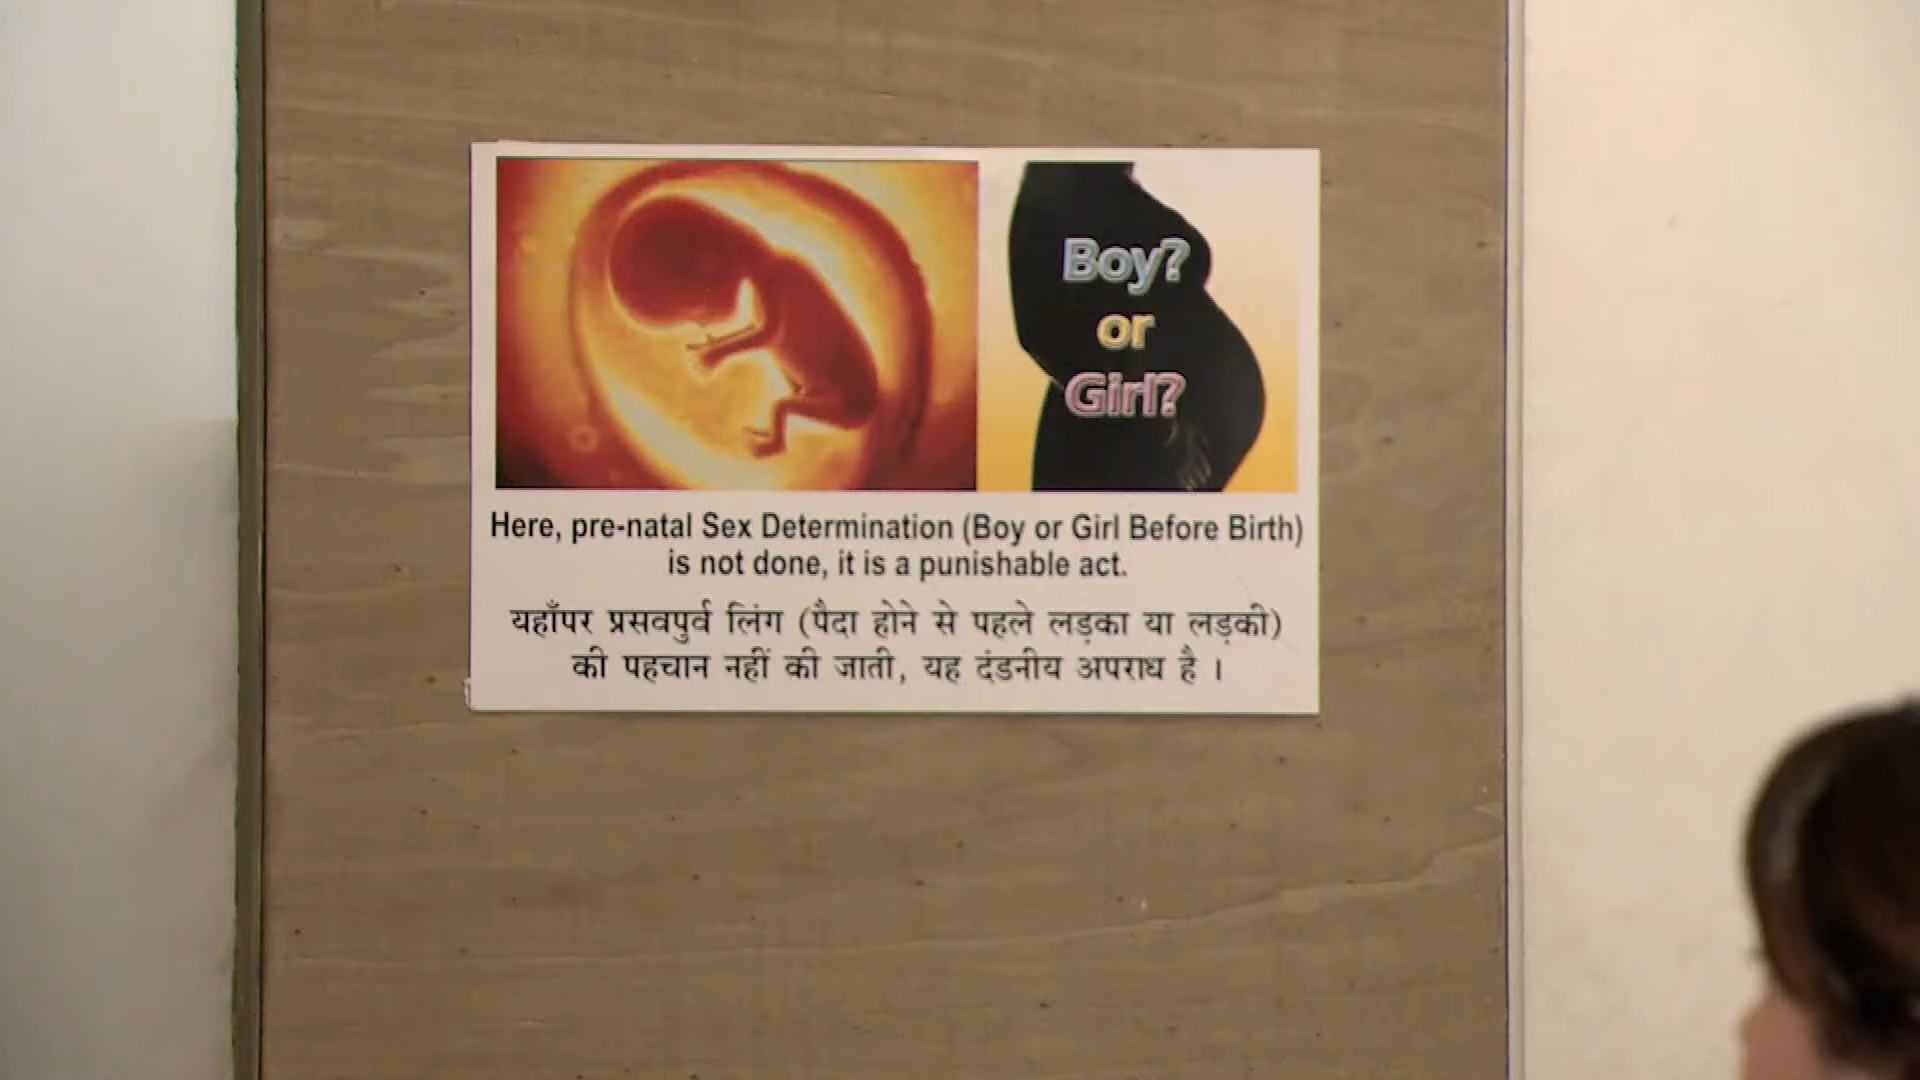 Boy?
or
Girl?
Here, pre-natal Sex Determination (Boy or Girl Before Birth)
is not done, it is a punishable act.
यहाँपर प्रसवपुर्व लिंग (पैदा होने से पहले लड़का या लड़की)
की पहचान नहीं की जाती, यह दंडनीय अपराध है ।